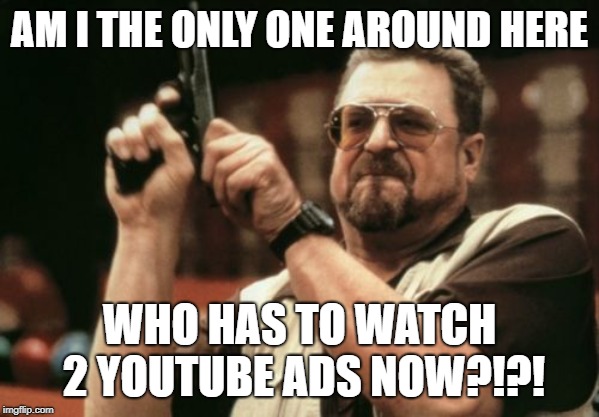 AM I THE ONLY ONE AROUND HERE
WHO HAS TO WATCH
2 YOUTUBE ADS NOW?!?!
imgflip.com